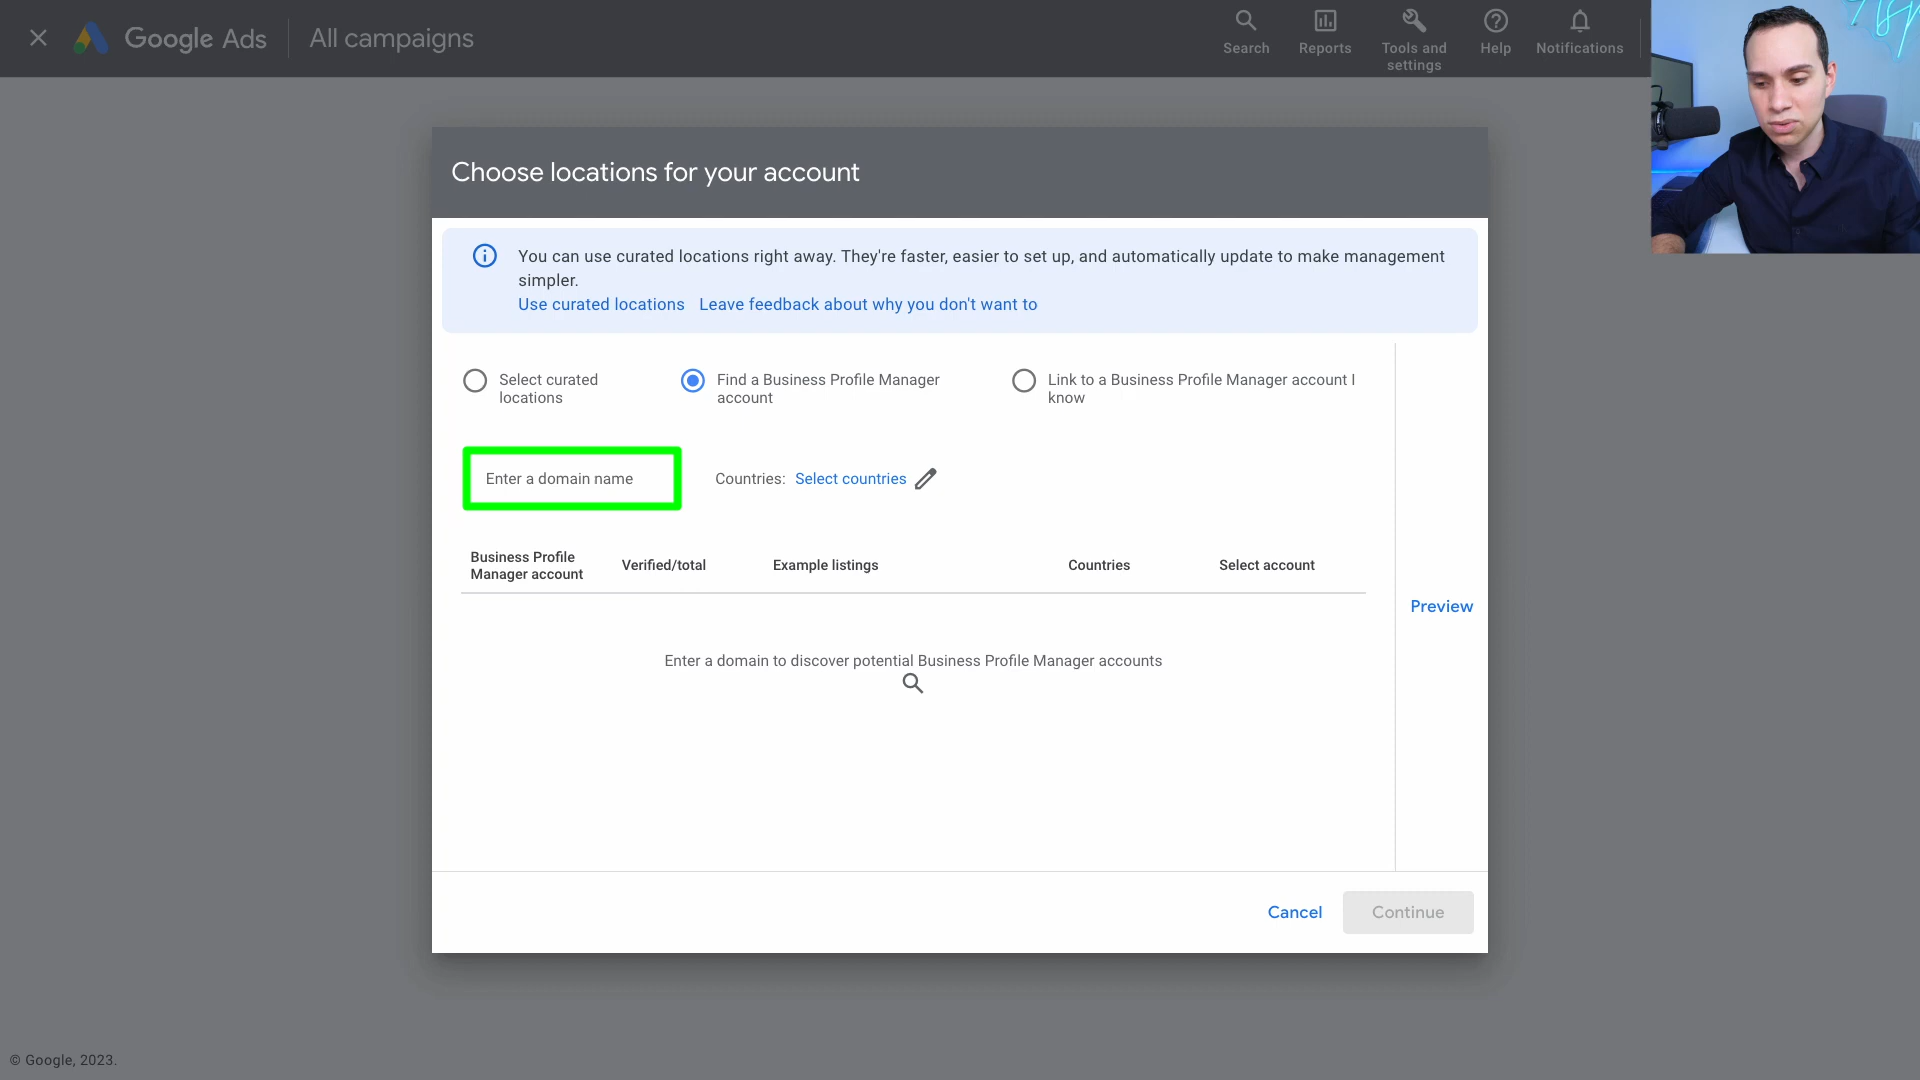 Google Ads
All campaigns
Search
Reports
Tools and
settings
Help
Notifications
Choose locations for your account
You can use curated locations right away. They're faster, easier to set up, and automatically update to make management
simpler.
Use curated locations Leave feedback about why you don't want to
Select curated
locations
Find a Business Profile Manager
account
Link to a Business Profile Manager account I
know
Enter a domain name
Countries: Select countries
Business Profile
Manager account
Verified/total
Example listings
Countries
Select account
Preview
Enter a domain to discover potential Business Profile Manager accounts
Cancel
Continue
© Google, 2023.